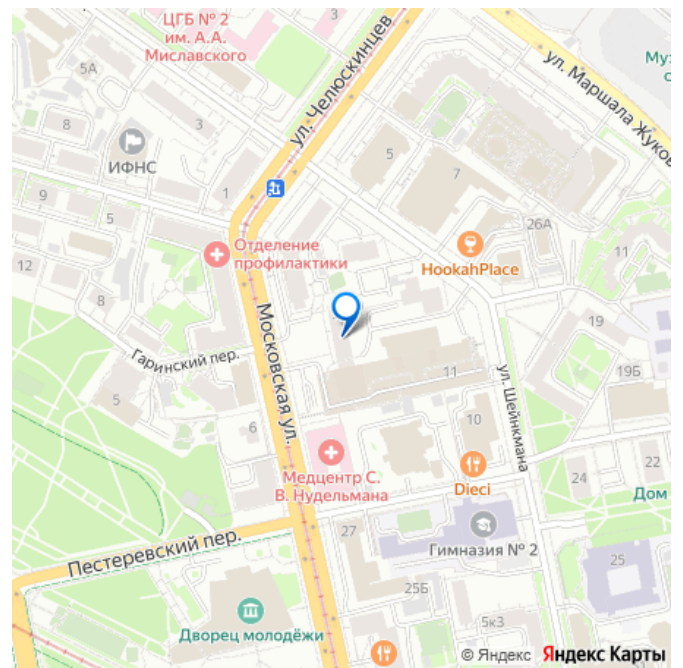 ЦГБ № 2
им. А.А.
Миславского
ул. Челюскинцев
ул. Маршала Жуков
Му
с
5А
8
3
ИФНС
5
7
9
5
1
26А
11
Отделение
профилактики
HookahPlace
12
8
Гаринский пер.
19
19Б
Московская ул.
ул. Шейнкмана
5
11
6
10
Медцентр С.
В. Нудельмана
Dieci
24
22
Дом
Пестеревский пер.
27
Гимназия № 2
25
25Б
Дворец молодёжи
5к3
© Яндекс Яндекс Карты